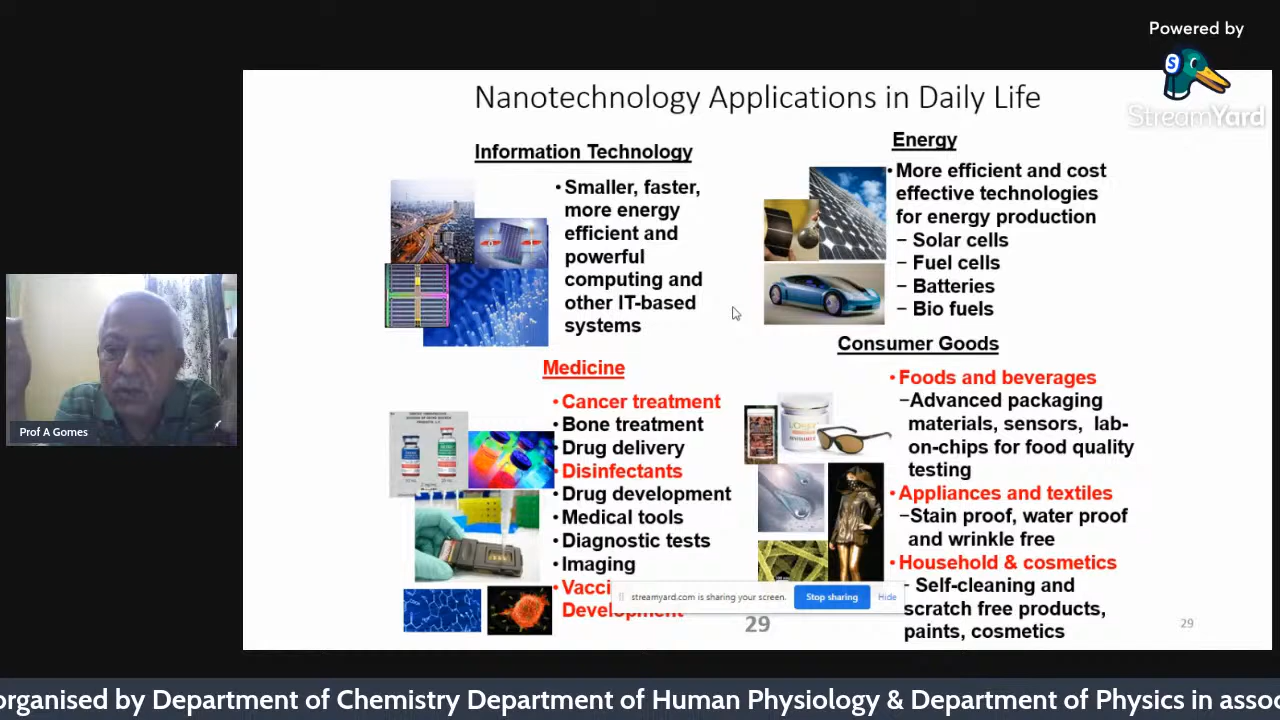 Powered by
StreamYard
Nanotechnology Applications in Daily Life
Information Technology
• Smaller, faster,
more energy
efficient and
powerful
computing and
other IT-based
systems
Energy
• More efficient and cost
effective technologies
for energy production
– Solar cells
– Fuel cells
– Batteries
– Bio fuels
Medicine
• Cancer treatment
• Bone treatment
• Drug delivery
• Disinfectants
• Drug development
• Medical tools
• Diagnostic tests
• Imaging
• Vacci
Development
Consumer Goods
• Foods and beverages
–Advanced packaging
materials, sensors, lab-
on-chips for food quality
testing
• Appliances and textiles
–Stain proof, water proof
and wrinkle free
• Household & cosmetics
– Self-cleaning and
scratch free products,
paints, cosmetics
streamyard.com is sharing your screen.
Stop sharing
Hide
29
29
Prof A Gomes
organised by Department of Chemistry Department of Human Physiology & Department of Physics in assoc